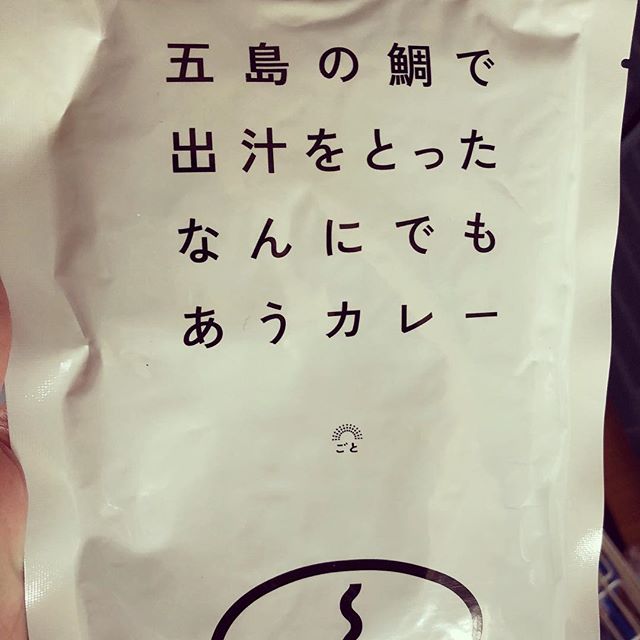 五島の鯛で
出汁をとった
なんにでも
あうカレー
ごと